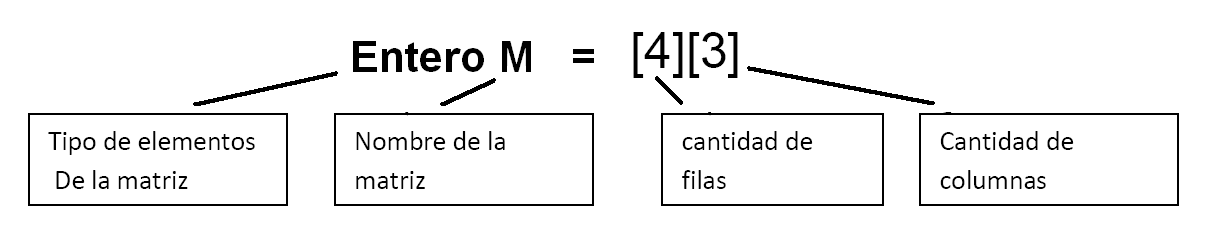 Entero M = [4][3]
Tipo de elementos
De la matriz
Nombre de la
matriz
cantidad de
filas
Cantidad de
columnas